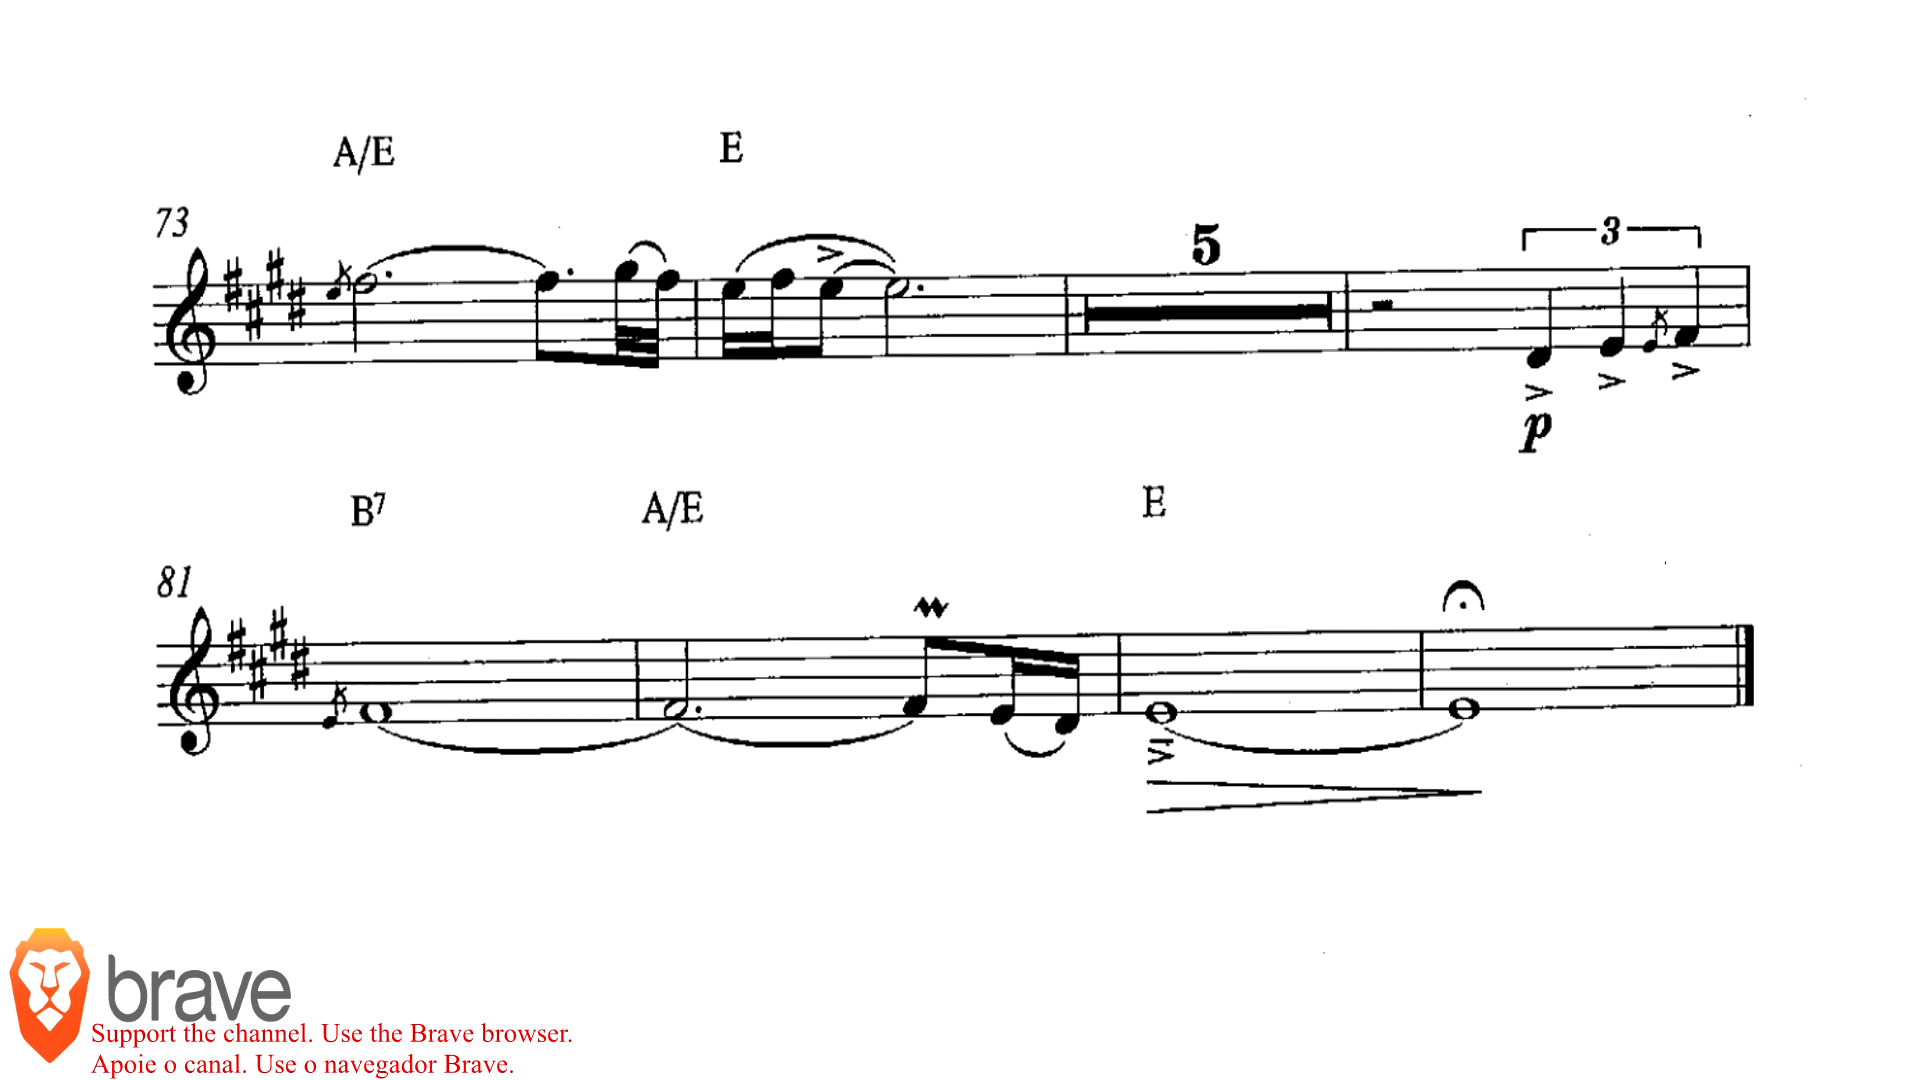 A/E E
73
5
3
p
B7 A/E E
81
brave
Support the channel. Use the Brave browser.
Apoie o canal. Use o navegador Brave.